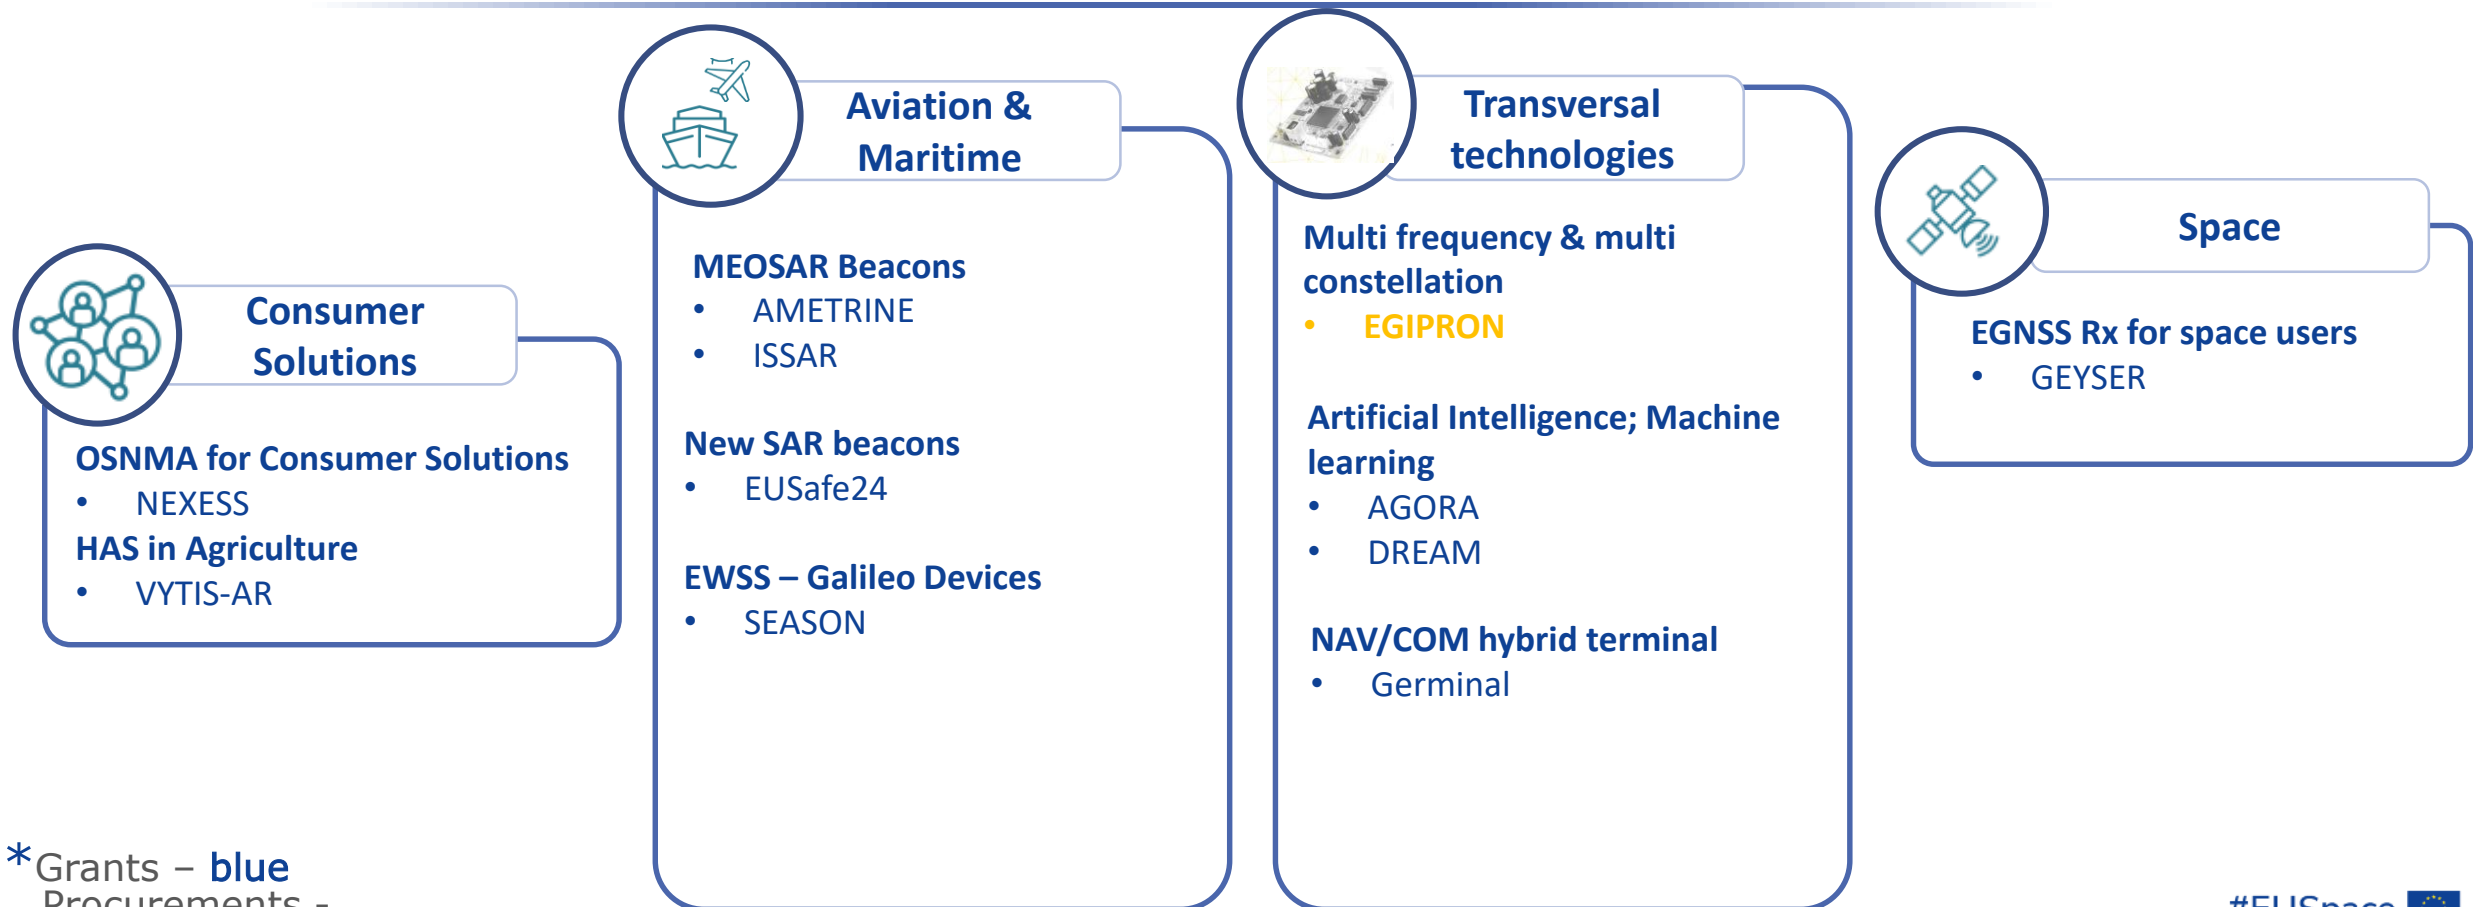 Consumer
Solutions
OSNMA for Consumer Solutions
• NEXESS
HAS in Agriculture
• VYTIS-AR
Aviation &
Maritime
MEOSAR Beacons
• AMETRINE
• ISSAR
New SAR beacons
• EUSafe24
EWSS – Galileo Devices
• SEASON
Transversal
technologies
Multi frequency & multi
constellation
• EGIPRON
Artificial Intelligence; Machine
learning
• AGORA
• DREAM
NAV/COM hybrid terminal
• Germinal
Space
EGNSS Rx for space users
• GEYSER
*Grants – blue
Procurements -
#EUSpace